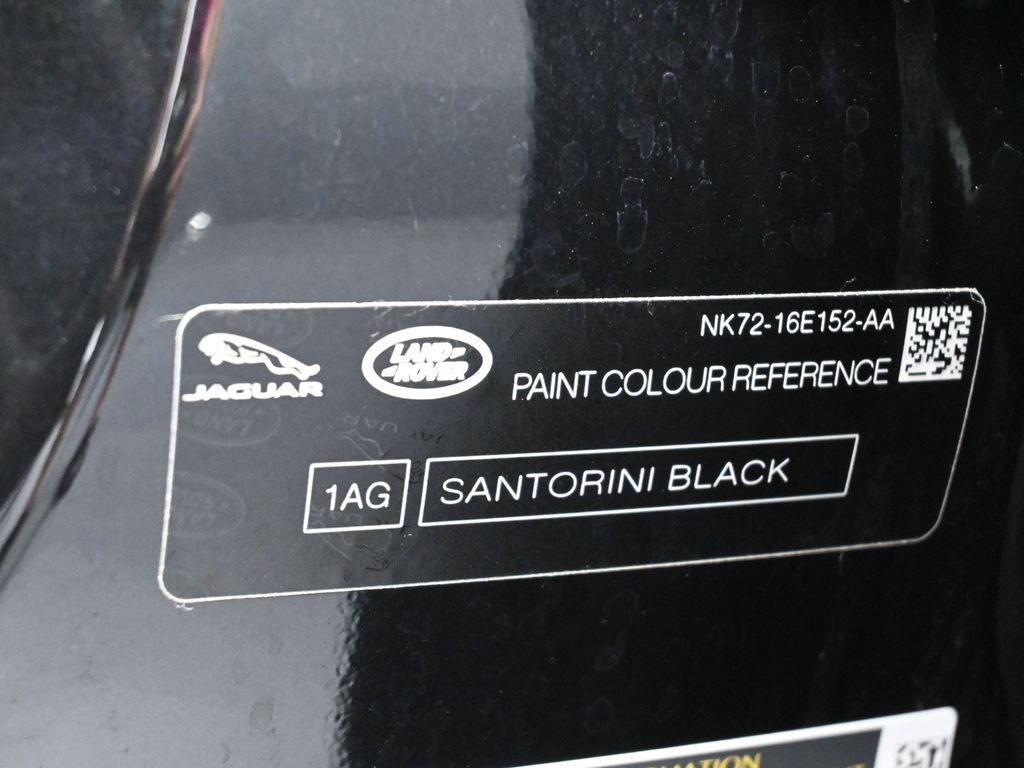 NK72-16E152-AA
JAGUAR
LAND
ROVER
PAINT COLOUR REFERENCE
1AG
SANTORINI BLACK